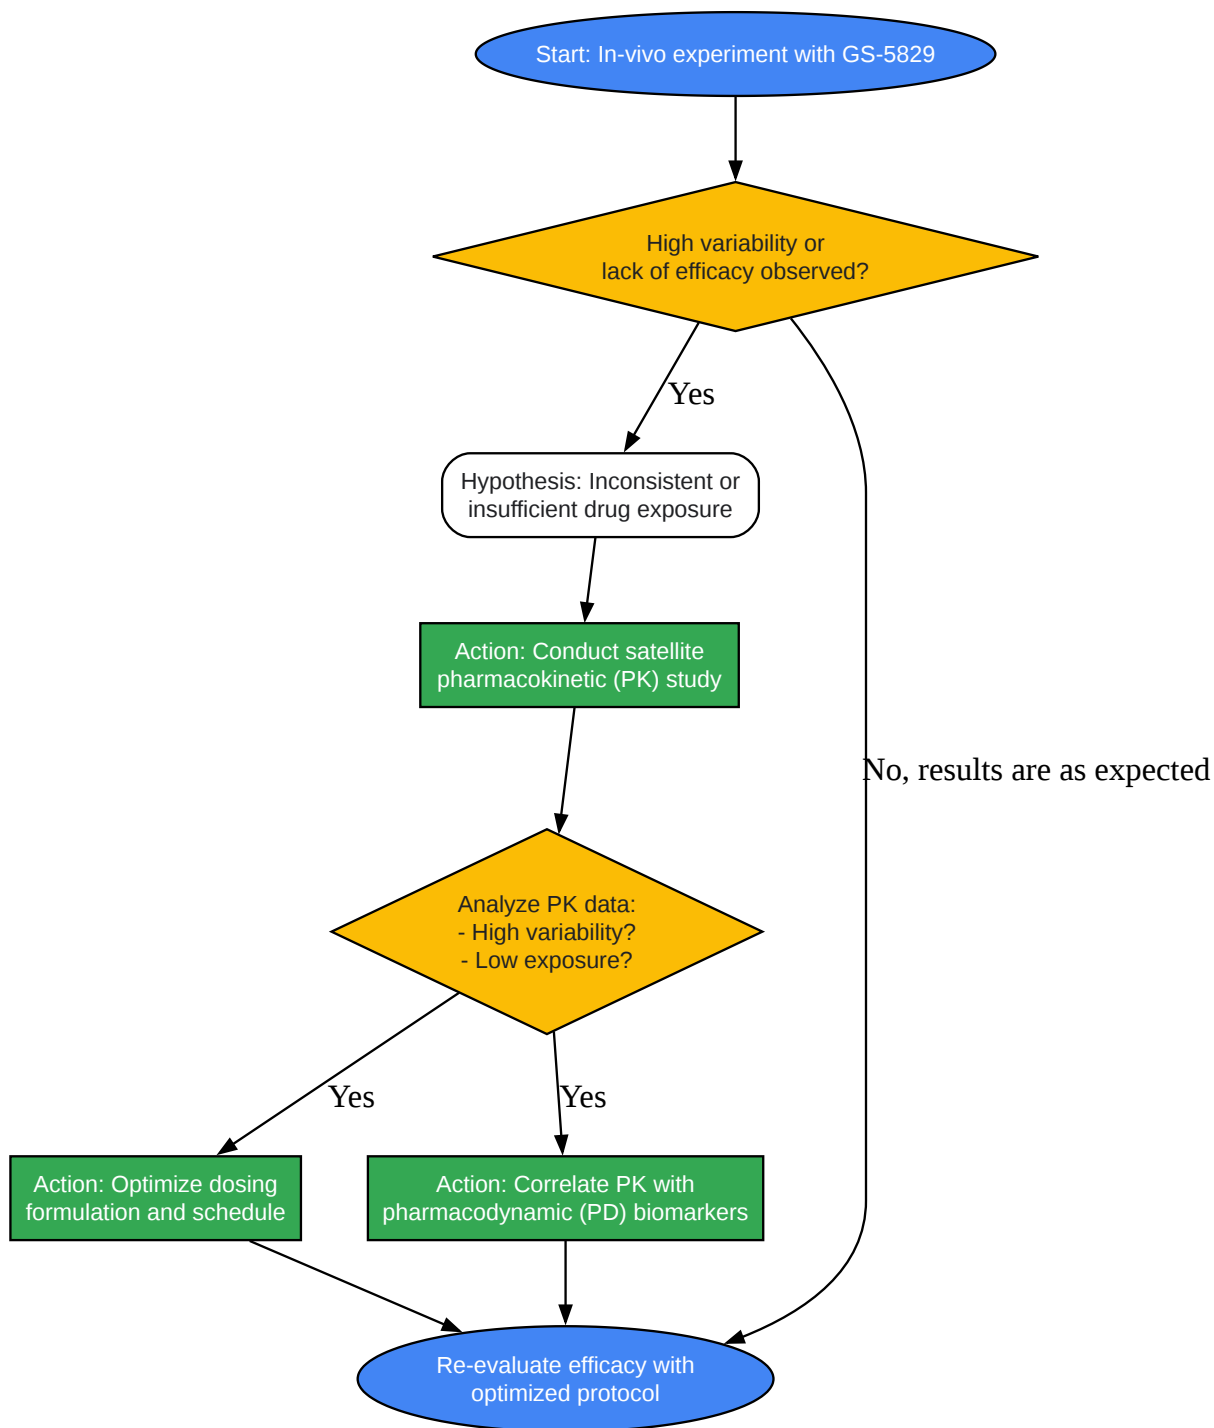 Start: In-vivo experiment with GS-5829
High variability or
lack of efficacy observed?
Yes
Hypothesis: Inconsistent or
insufficient drug exposure
Action: Conduct satellite
pharmacokinetic (PK) study
No, results are as expected
Analyze PK data:
- High variability?
- Low exposure?
Yes
Yes
Action: Optimize dosing
formulation and schedule
Action: Correlate PK with
pharmacodynamic (PD) biomarkers
Re-evaluate efficacy with
optimized protocol